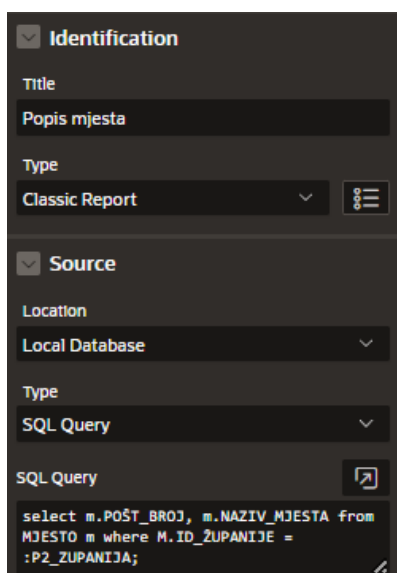 Identification
Title
Popis mjesta
Type
Classic Report
Source
Location
Local Database
Type
SQL Query
SQL Query
select m.POŠT_BROJ, m.NAZIV_MJESTA from
MJESTO m where M.ID_ŽUPANIJE =
:P2_ZUPANIJA;